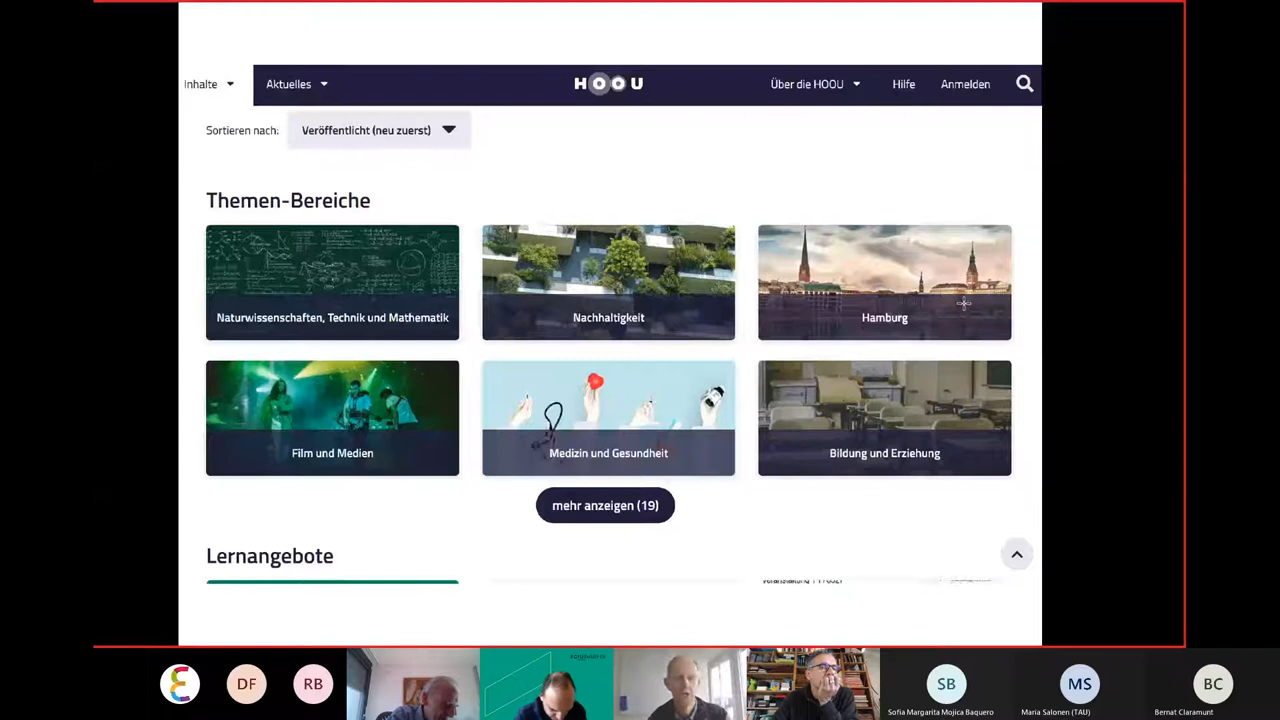 Inhalte
Aktuelles
HOOU
Über die HOOU
Hilfe
Anmelden
Sortieren nach:
Veröffentlicht (neu zuerst)
Themen-Bereiche
Naturwissenschaften, Technik und Mathematik
Nachhaltigkeit
Hamburg
Film und Medien
Medizin und Gesundheit
Bildung und Erziehung
mehr anzeigen (19)
Lernangebote
DF
RB
SB
MS
BC
Sofia Margarita Mojica Baquero
Maria Salonen (TAU)
Bernat Claramunt